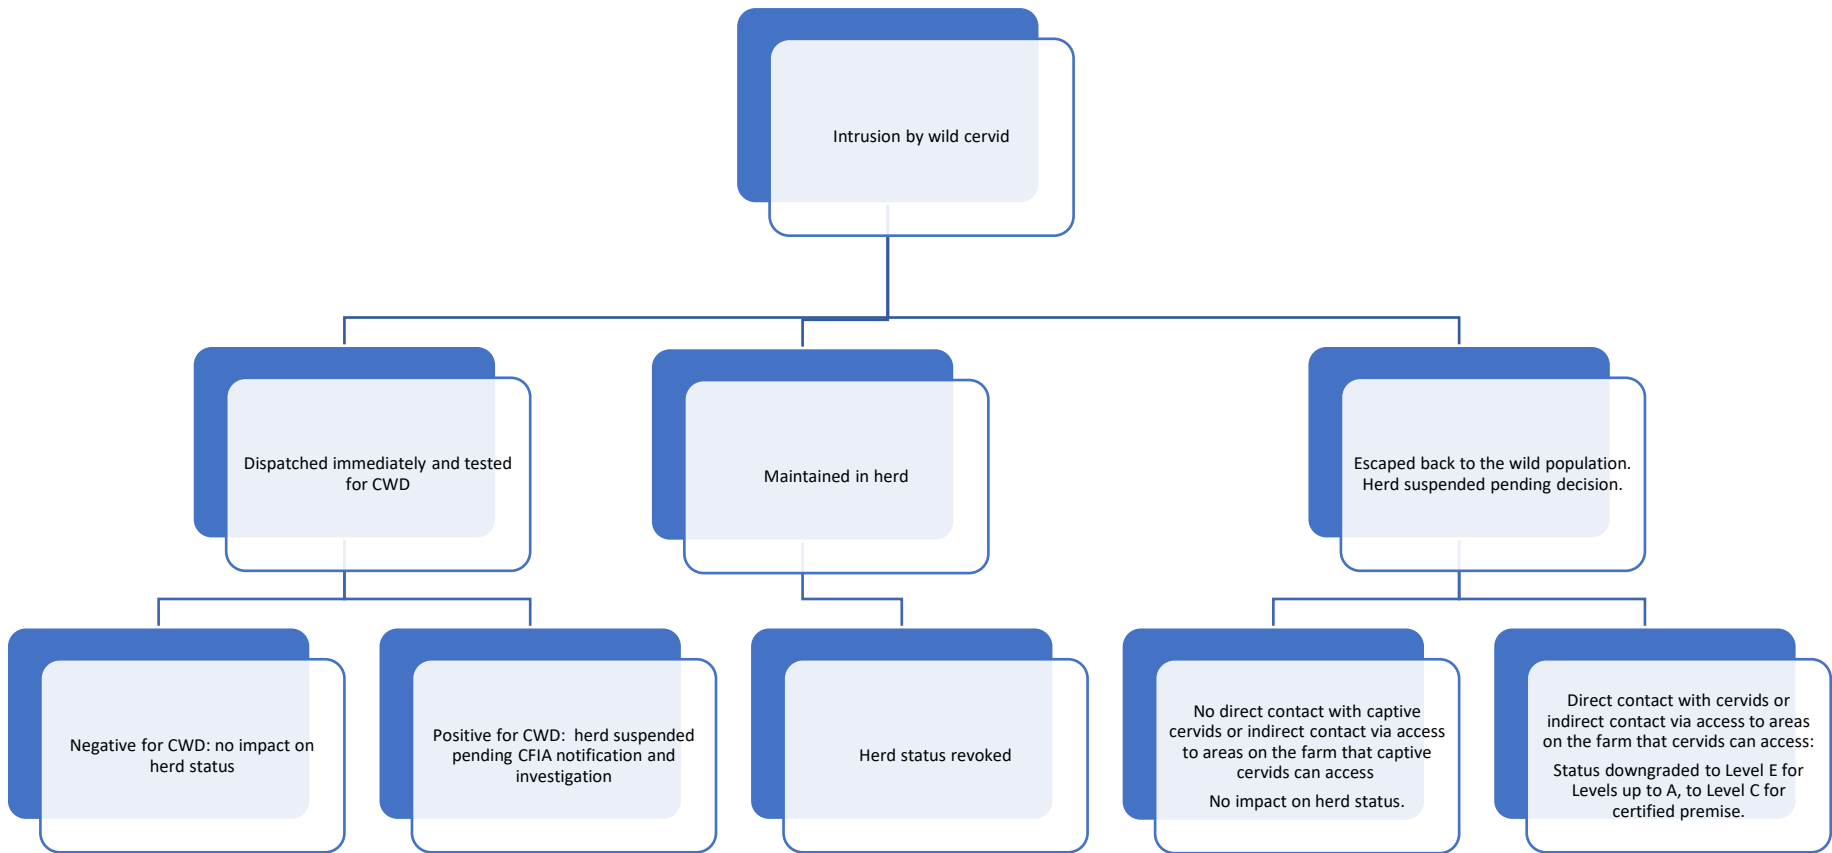 Intrusion by wild cervid
Dispatched immediately and tested
for CWD
Maintained in herd
Escaped back to the wild population.
Herd suspended pending decision.
Negative for CWD: no impact on
herd status
Positive for CWD:  herd suspended
pending CFIA notification and
investigation
Herd status revoked
No direct contact with captive
cervids or indirect contact via access
to areas on the farm that captive
cervids can access
No impact on herd status.
Direct contact with cervids or
indirect contact via access to areas
on the farm that cervids can access:
Status downgraded to Level E for
Levels up to A, to Level C for
certified premise.